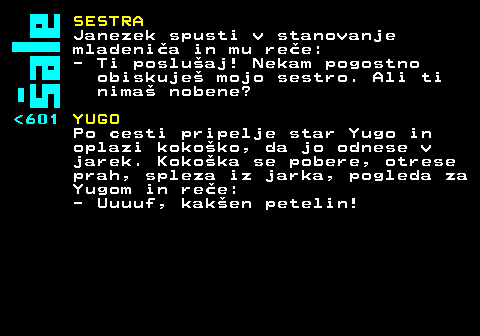 Šale
SESTRA
Janezek spusti v stanovanje
mladeniča in mu reče:
- Ti poslušaj! Nekam pogostno
obiskuješ mojo sestro. Ali ti
nimaš nobene?
<601 YUGO
Po cesti pripelje star Yugo in
oplazi kokoško, da jo odnese v
jarek. Kokoška se pobere, otrese
prah, spleza iz jarka, pogleda za
Yugom in reče:
- Uuuuf, kakšen petelin!